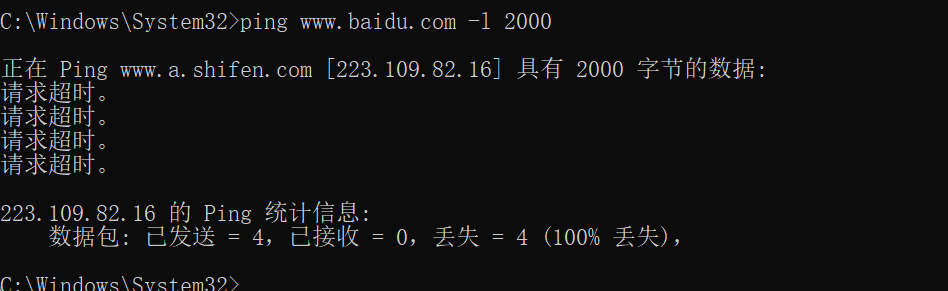 C:\Windows\System32>ping www.baidu.com -l 2000
正在 Ping www.a.shifen.com [223.109.82.16] 具有 2000 字节的数据:
请求超时。
请求超时。
请求超时。
请求超时。
223.109.82.16 的 Ping 统计信息:
数据包: 已发送 = 4，已接收 = 0，丢失 = 4 (100% 丢失)，
C:\Windows\System32>